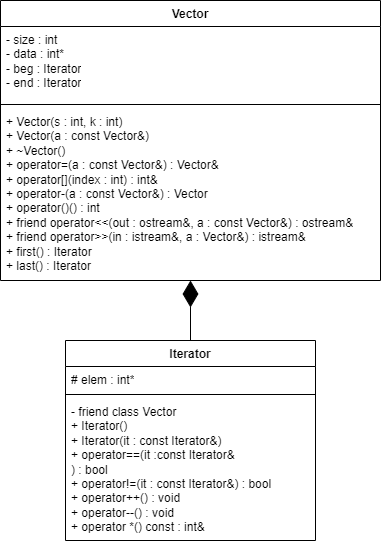 Vector
- size : int
- data : int*
- beg : Iterator
- end : Iterator
+ Vector(s : int, k : int)
+ Vector(a : const Vector&)
+ ~Vector()
+ operator=(a : const Vector&) : Vector&
+ operator[](index : int) : int&
+ operator-(a : const Vector&) : Vector
+ operator()() : int
+ friend operator<<(out : ostream&, a : const Vector&) : ostream&
+ friend operator>>(in : istream&, a : Vector&) : istream&
+ first() : Iterator
+ last() : Iterator
Iterator
# elem : int*
- friend class Vector
+ Iterator()
+ Iterator(it : const Iterator&)
+ operator==(it :const Iterator&
) : bool
+ operator!=(it : const Iterator&) : bool
+ operator++() : void
+ operator--() : void
+ operator *() const : int&